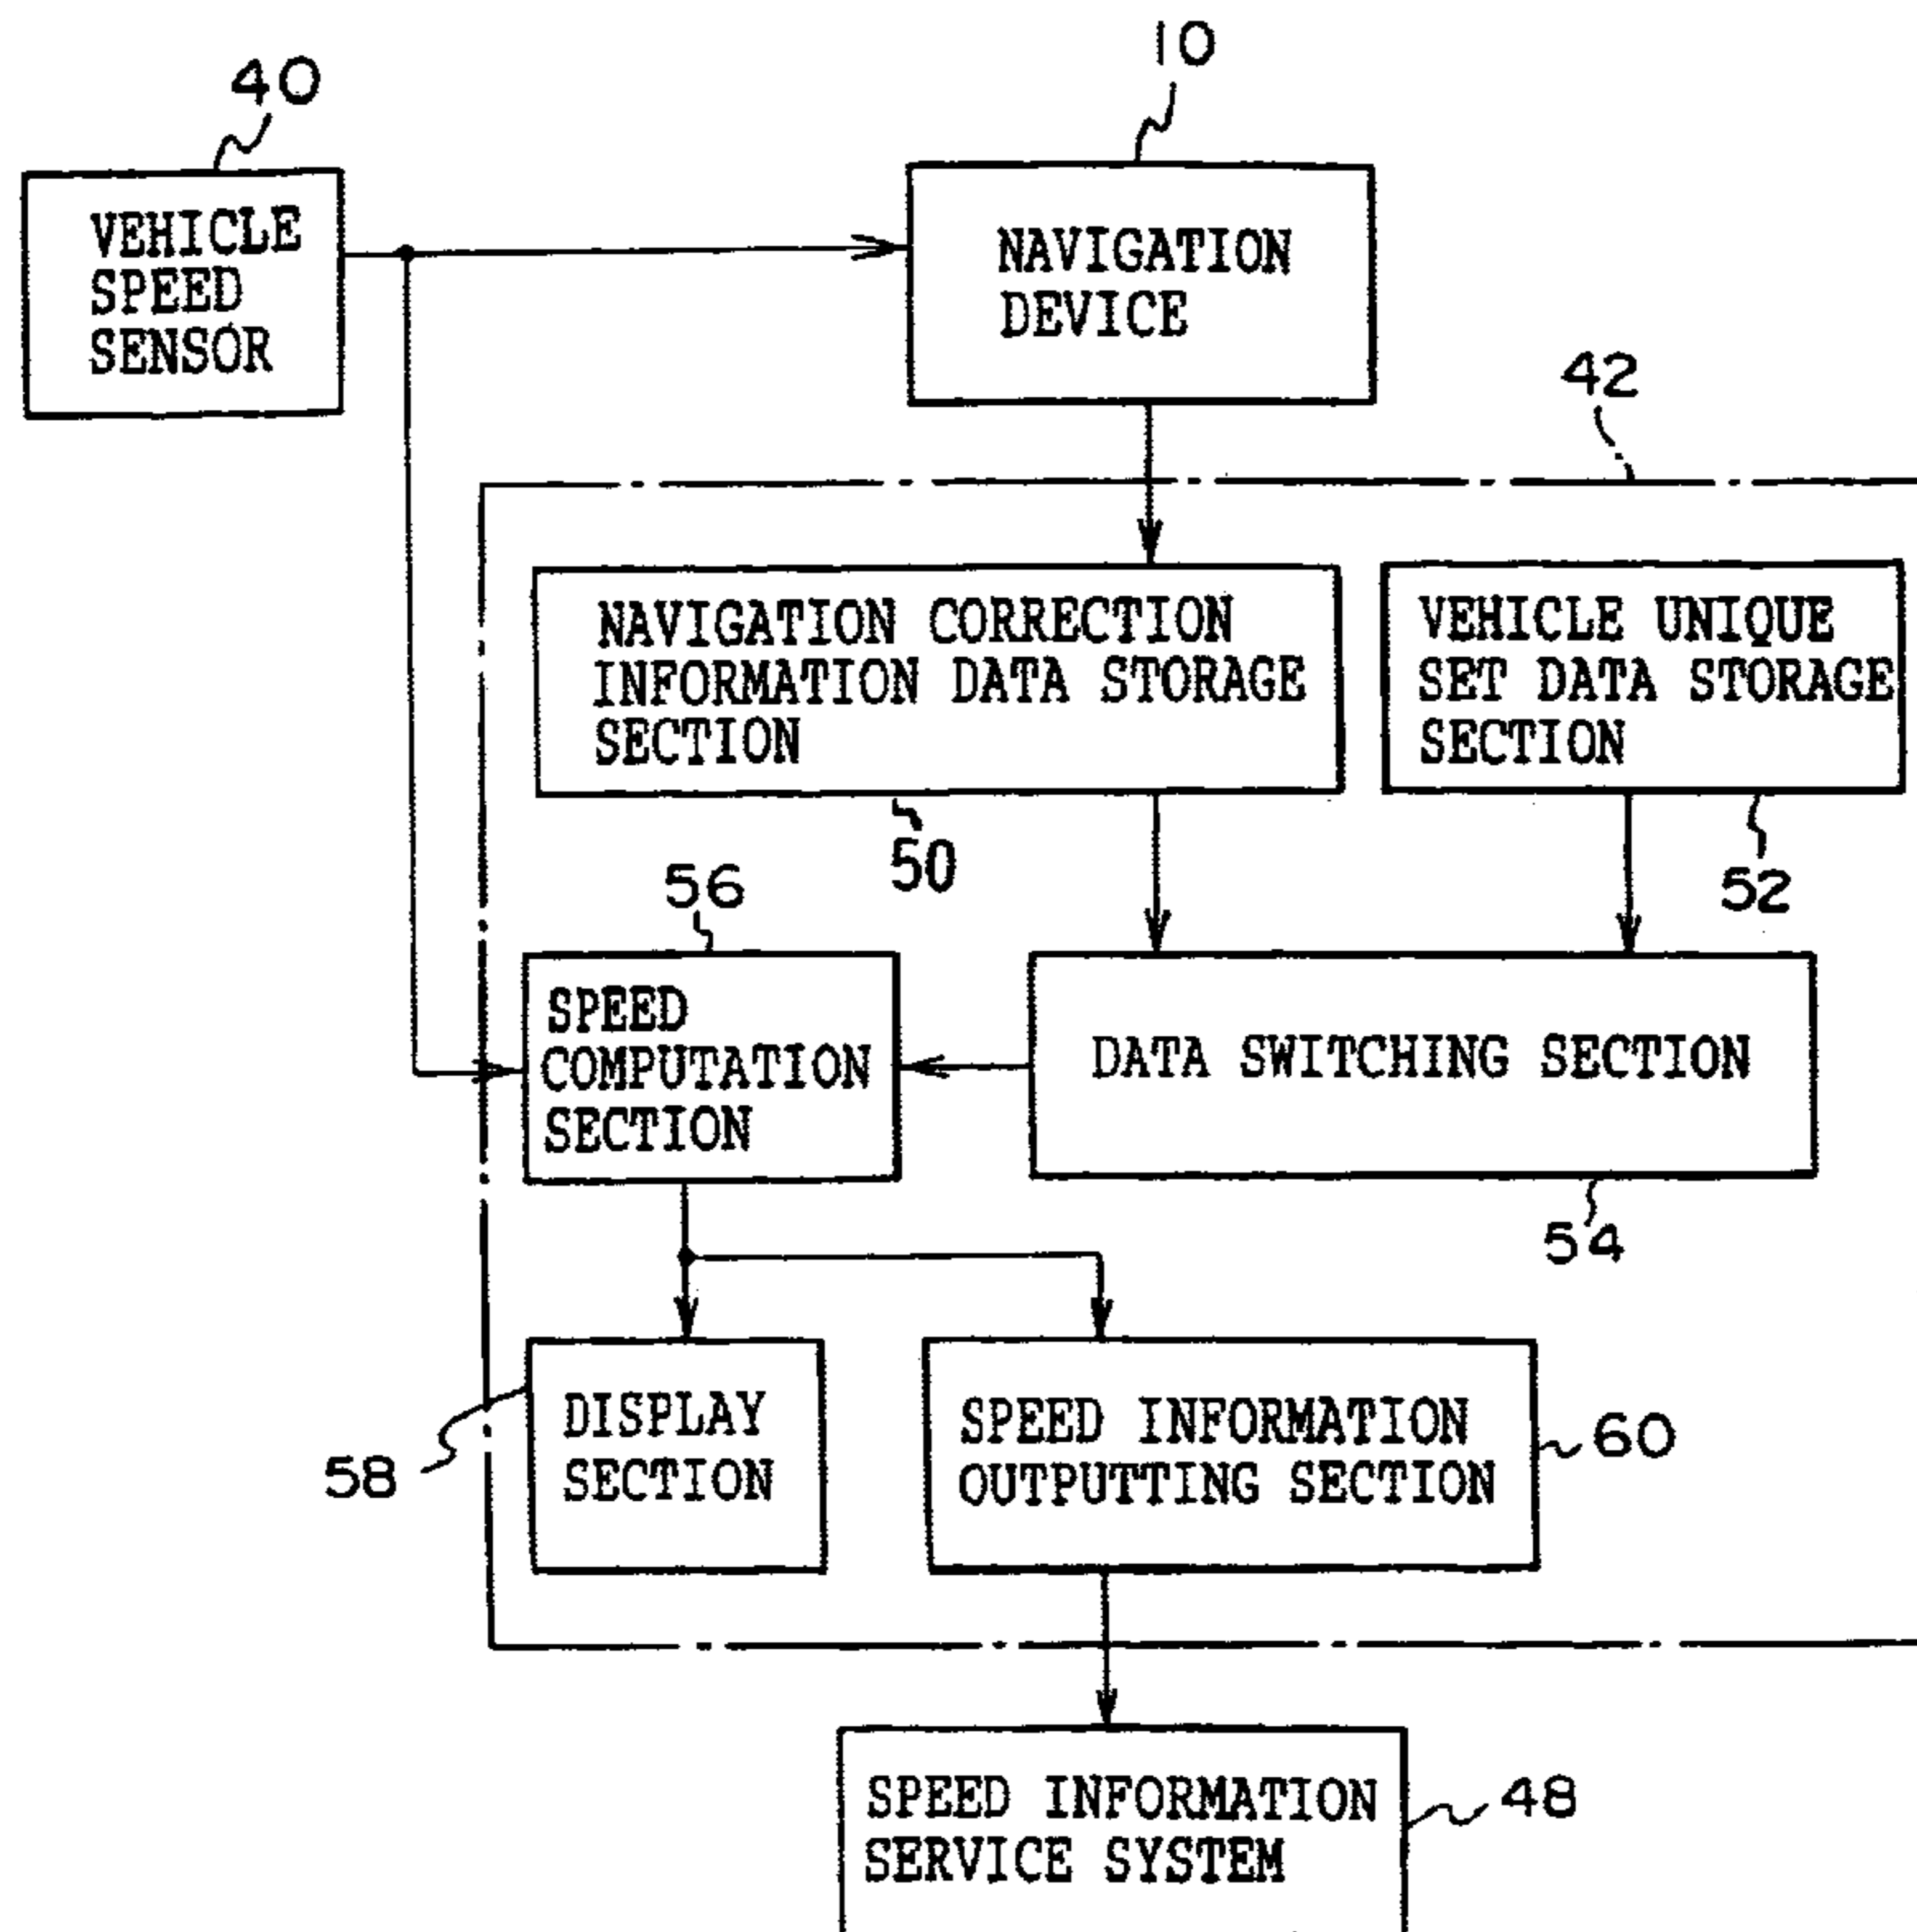 10
40
VEHICLE
SPEED
SENSOR
NAVIGATION
DEVICE
42
NAVIGATION CORRECTION
INFORMATION DATA STORAGE
SECTION
VEHICLE UNIQUE
SET DATA STORAGE
SECTION
50
52
56
SPEED
COMPUTATION
SECTION
DATA SWITCHING SECTION
54
DISPLAY
SECTION
58
SPEED INFORMATION
OUTPUTTING SECTION
60
SPEED INFORMATION
SERVICE SYSTEM
48